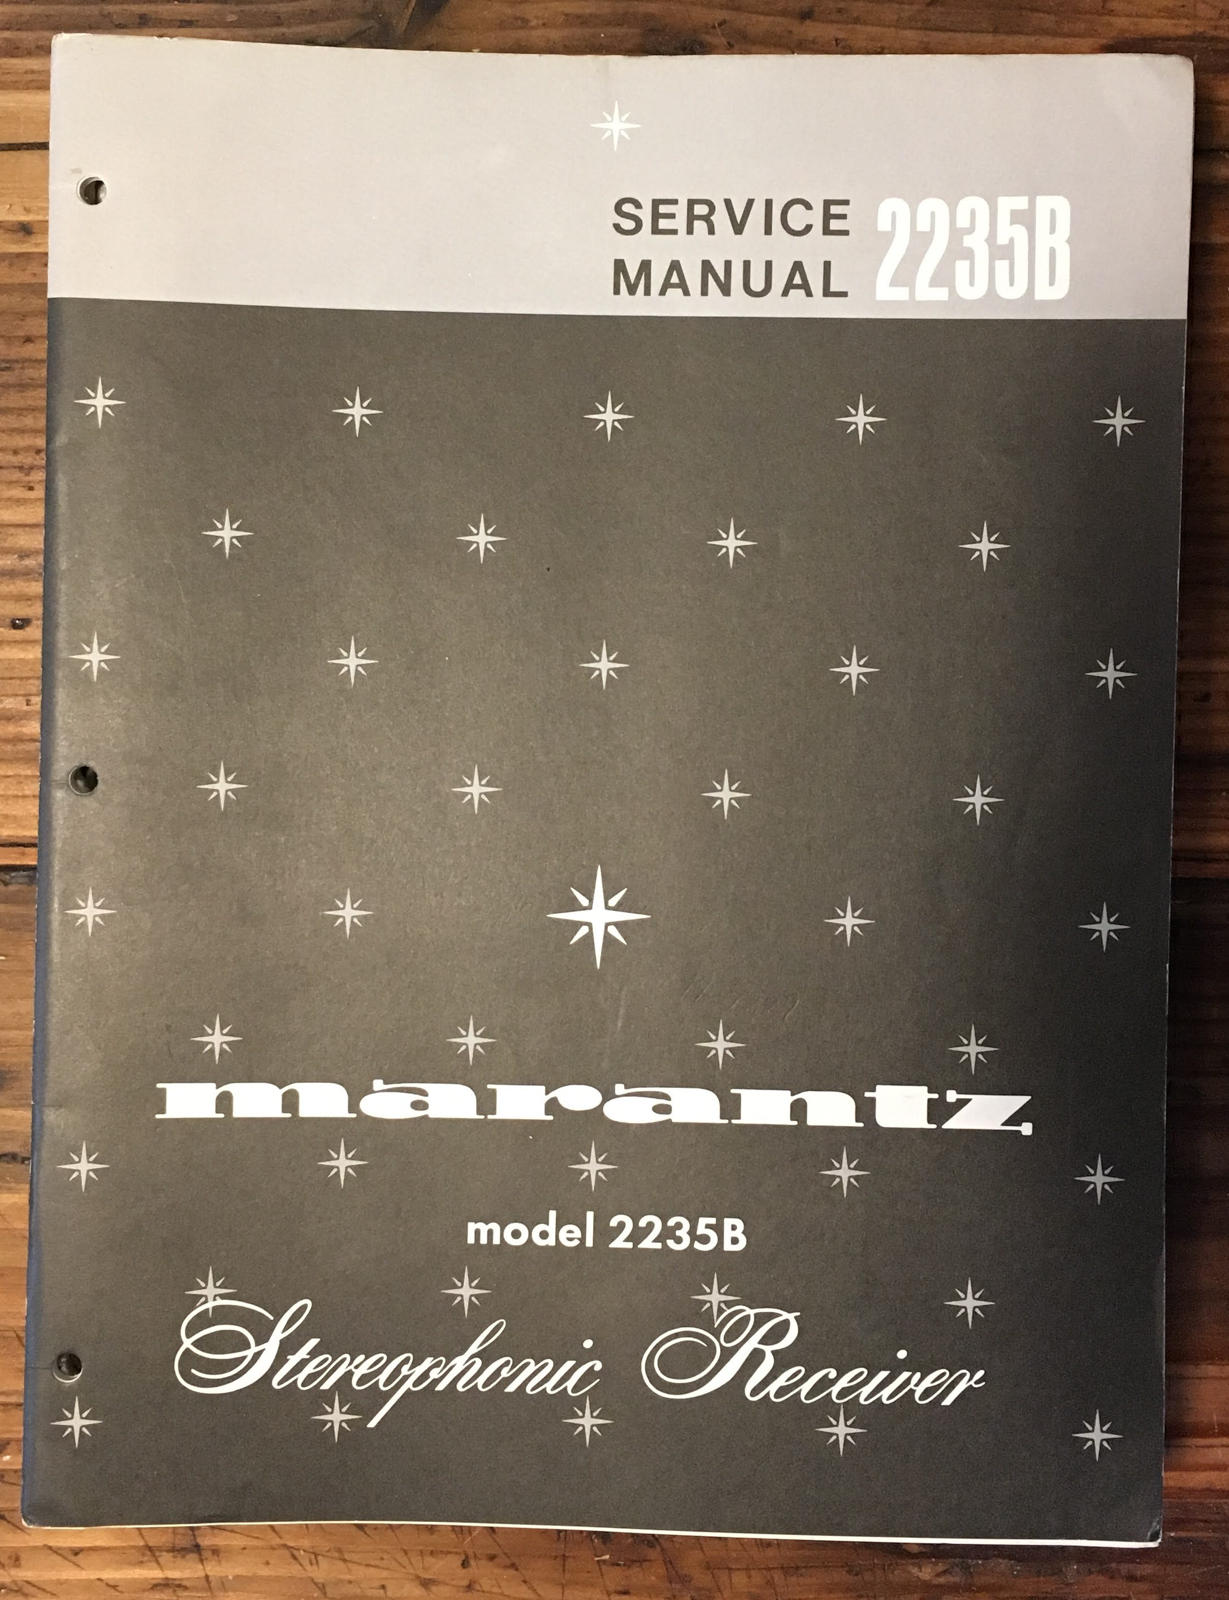 SERVICE
MANUAL 2235B
marantz
model 2235B
Stereophonic Receiver